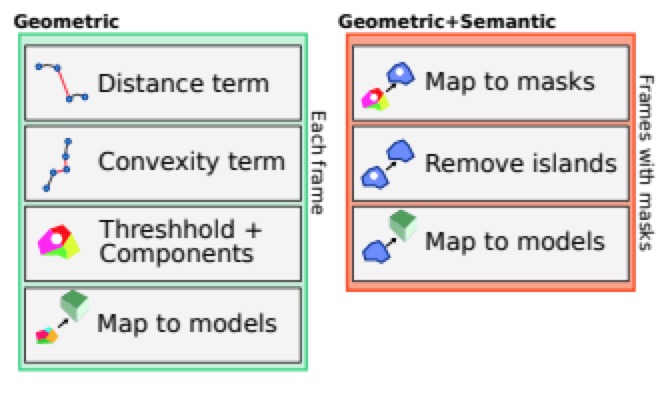 Geometric
Distance term
Convexity term
Threshhold +
Components
Map to models
Each frame
Geometric+Semantic
Map to masks
Remove islands
Map to models
Frames with masks